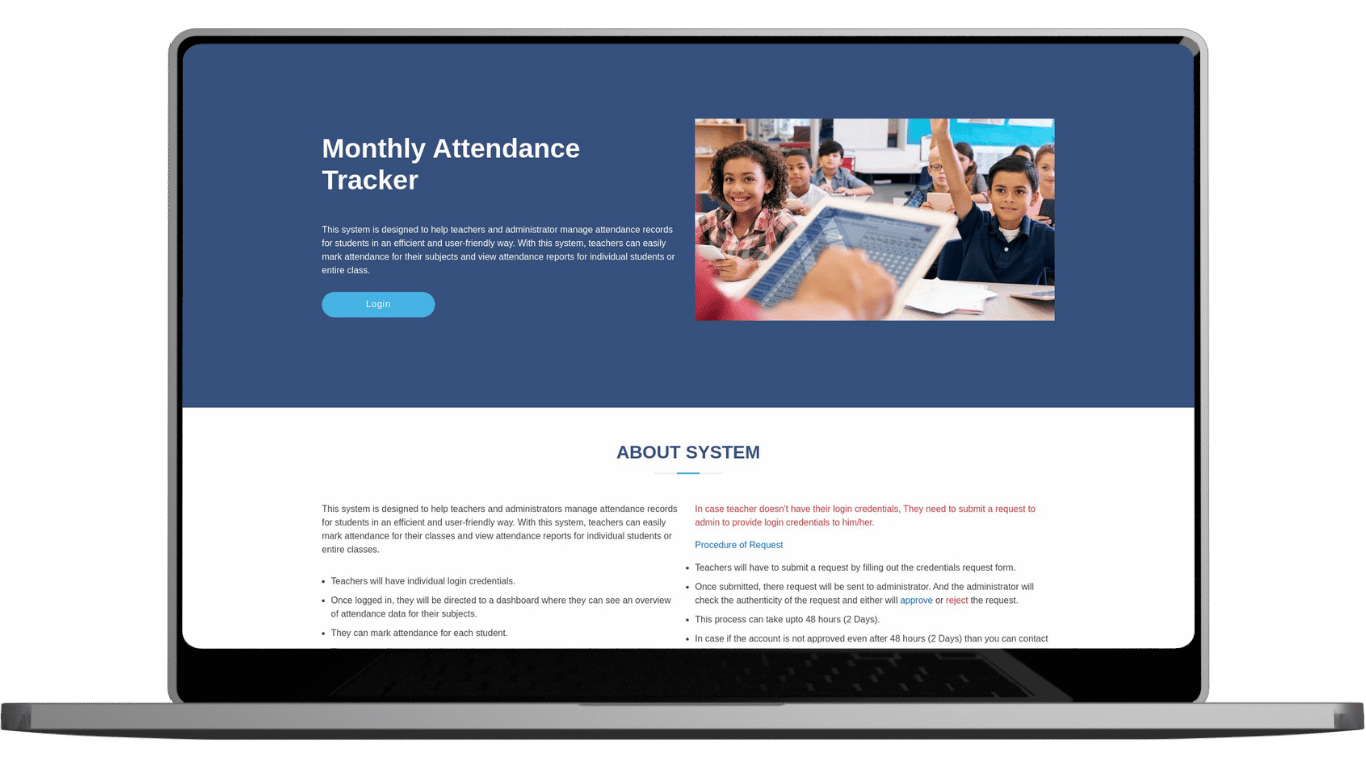 Monthly Attendance
Tracker
This system is designed to help teachers and administrator manage attendance records
for students in an efficient and user-friendly way. With this system, teachers can easily
mark attendance for their subjects and view attendance reports for individual students or
entire class.
Login
ABOUT SYSTEM
This system is designed to help teachers and administrators manage attendance records
for students in an efficient and user-friendly way. With this system, teachers can easily
mark attendance for their classes and view attendance reports for individual students or
entire classes.
• Teachers will have individual login credentials.
• Once logged in, they will be directed to a dashboard where they can see an overview
of attendance data for their subjects.
• They can mark attendance for each student.
In case teacher doesn't have their login credentials, They need to submit a request to
admin to provide login credentials to him/her.
Procedure of Request
• Teachers will have to submit a request by filling out the credentials request form.
• Once submitted, there request will be sent to administrator. And the administrator will
check the authenticity of the request and either will approve or reject the request.
• This process can take upto 48 hours (2 Days).
• In case if the account is not approved even after 48 hours (2 Days) than you can contact